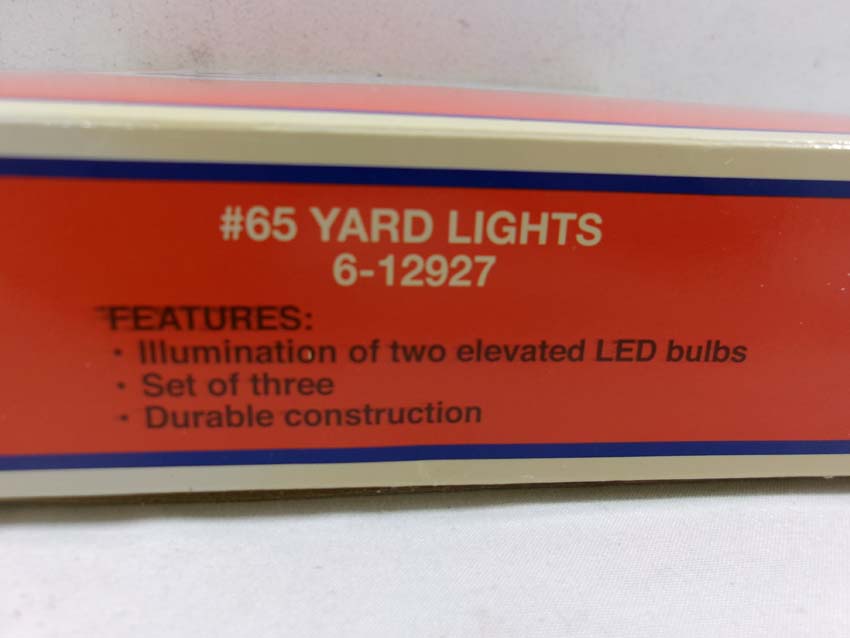 #65 YARD LIGHTS
6-12927
FEATURES:
· Illumination of two elevated LED bulbs
· Set of three
· Durable construction